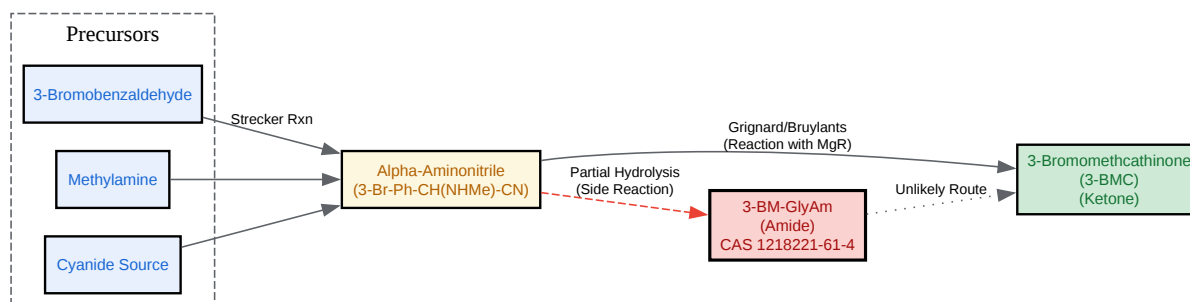 Precursors
3-Bromobenzaldehyde
Strecker Rxn
Methylamine
Cyanide Source
Alpha-Aminonitrile
(3-Br-Ph-CH(NHMe)-CN)
Grignard/Bruylants
(Reaction with MgR)
Partial Hydrolysis
(Side Reaction)
3-BM-GlyAm
(Amide)
CAS 1218221-61-4
Unlikely Route
3-Bromomethcathinone
(3-BMC)
(Ketone)